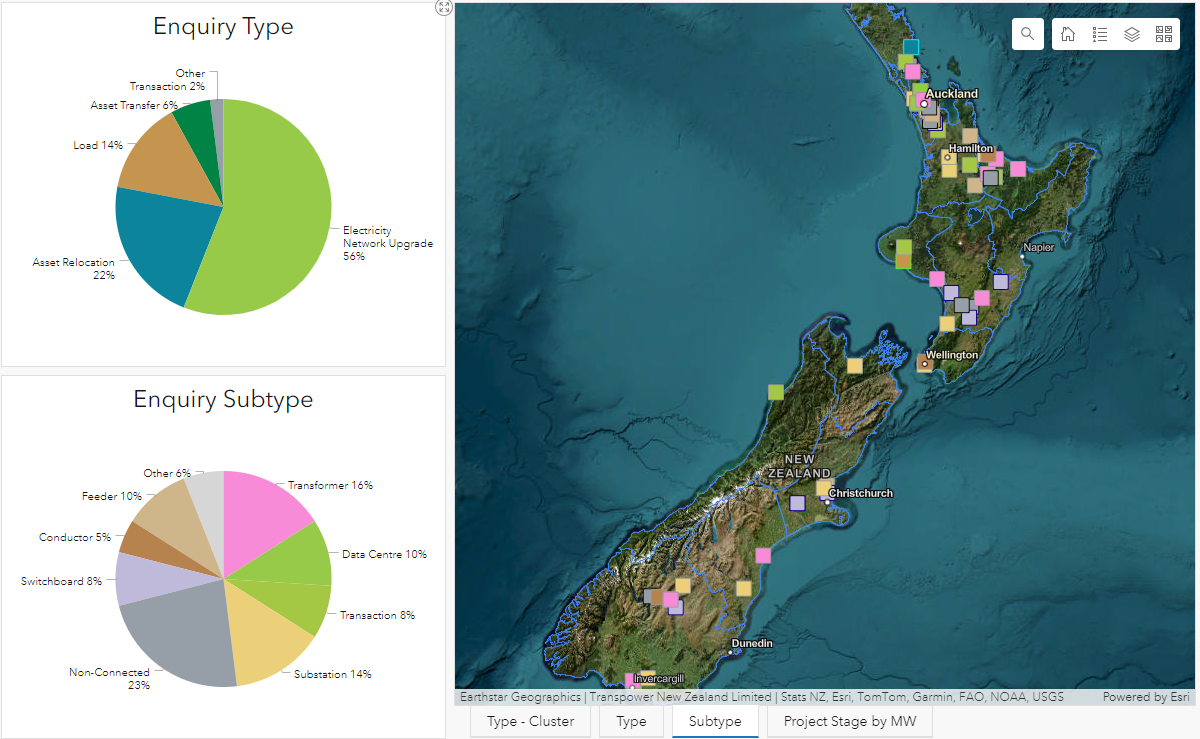 Enquiry Type
Other
Transaction 2%
Asset Transfer 6%
Load 14%
Electricity
Network Upgrade
56%
Asset Relocation
22%
Enquiry Subtype
Other 6%
Transformer 16%
Feeder 10%
Conductor 5%
Data Centre 10%
Switchboard 8%
Transaction 8%
Non-Connected
23%
Substation 14%
Auckland
Hamilton
Napier
Wellington
NEW
ZEALAND
Christchurch
Dunedin
Invercargill
Earthstar Geographics | Transpower New Zealand Limited | Stats NZ, Esri, TomTom, Garmin, FAO, NOAA, USGS
Powered by Esri
Type - Cluster
Type
Subtype
Project Stage by MW